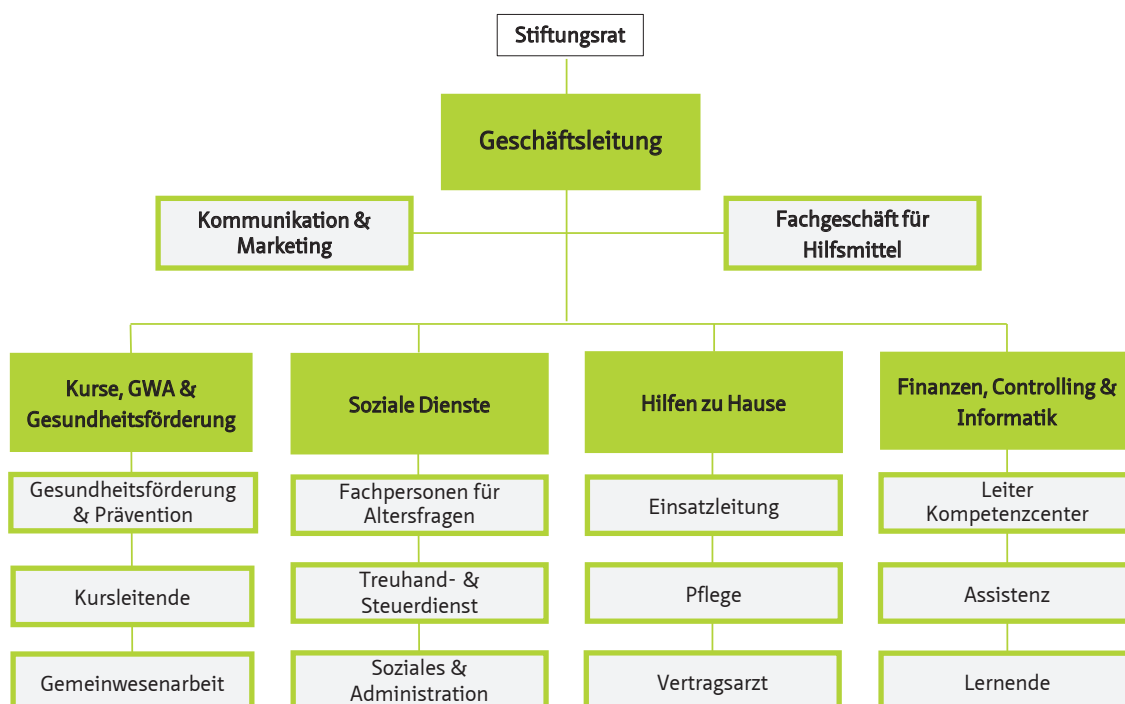 Stiftungsrat
Geschäftsleitung
Kommunikation &
Marketing
Fachgeschäft für
Hilfsmittel
Kurse, GWA &
Gesundheitsförderung
Soziale Dienste
Hilfen zu Hause
Finanzen, Controlling &
Informatik
Gesundheitsförderung
& Prävention
Fachpersonen für
Altersfragen
Einsatzleitung
Leiter
Kompetenzcenter
Kursleitende
Treuhand- &
Steuerdienst
Pflege
Assistenz
Gemeinwesenarbeit
Soziales &
Administration
Vertragsarzt
Lernende